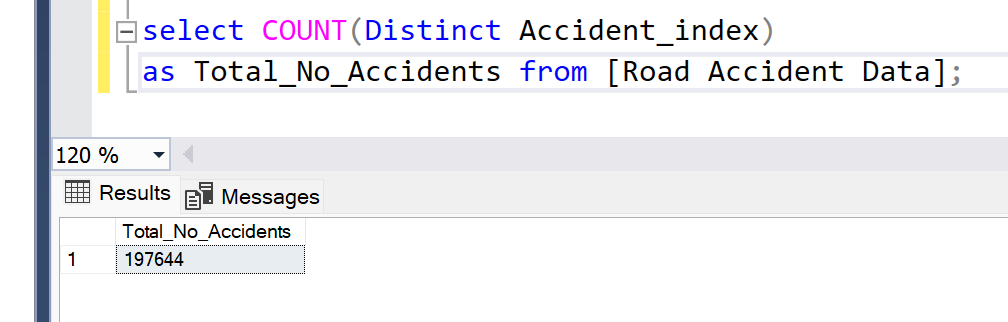 select COUNT(Distinct Accident_index)
as Total_No_Accidents from [Road Accident Data];
120 %
Results Messages
Total_No_Accidents
1 197644